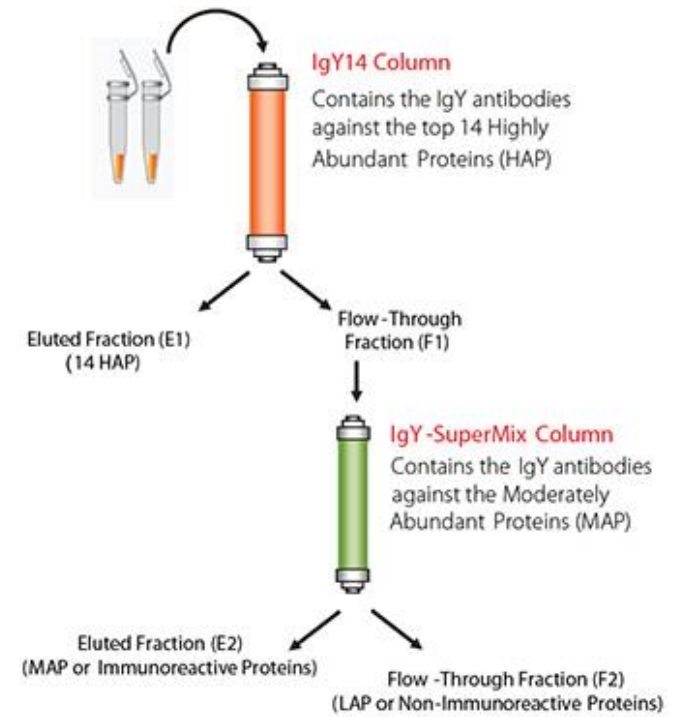 IgY14 Column
Contains the IgY antibodies
against the top 14 Highly
Abundant Proteins (HAP)
Eluted Fraction (E1)
(14 HAP)
Flow-Through
Fraction (F1)
IgY-SuperMix Column
Contains the IgY antibodies
against the Moderately
Abundant Proteins (MAP)
Eluted Fraction (E2)
(MAP or Immunoreactive Proteins)
Flow-Through Fraction (F2)
(LAP or Non-Immunoreactive Proteins)